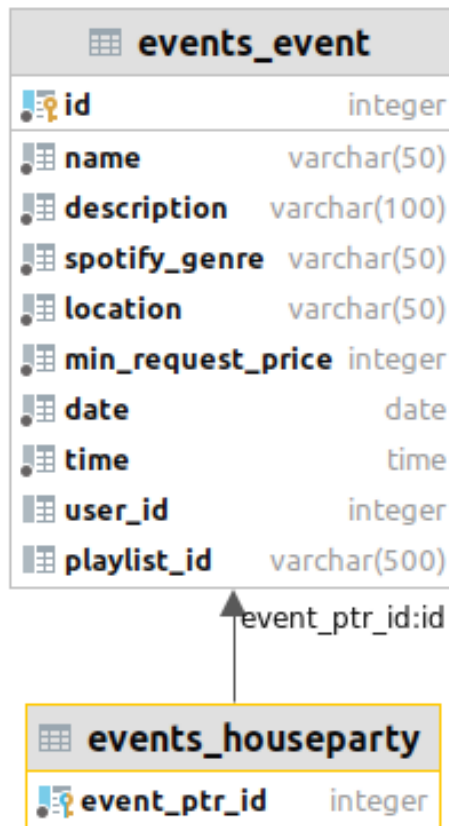 events_event
id integer
name varchar(50)
description varchar(100)
spotify_genre varchar(50)
location varchar(50)
min_request_price integer
date date
time time
user_id integer
playlist_id varchar(500)
event_ptr_id:id
events_houseparty
event_ptr_id integer